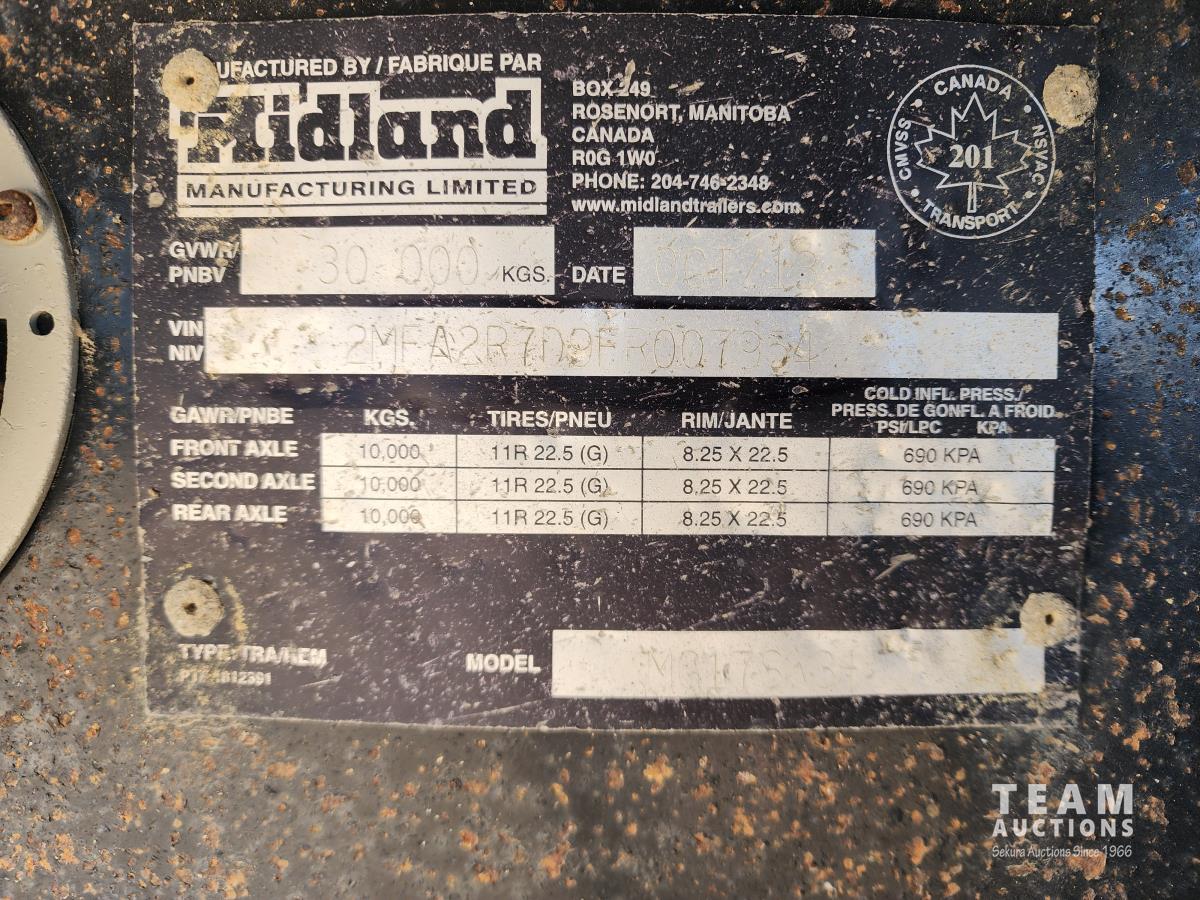 UFACTURED BY / FABRIQUE PAR
Midland
MANUFACTURING LIMITED
BOX 249
ROSENORT, MANITOBA
CANADA
R0G 1W0
PHONE: 204-746-2348
www.midlandtrailers.com
CANADA
CMVSS 201 NSVAC
TRANSPORT
GVWR/ PNBV 30 000 KGS. DATE
VIN NIV
GAWR/PNBE KGS. TIRES/PNEU RIM/JANTE COLD INFL. PRESS./ PRESS. DE GONFL. A FROID PSI/LPC KPA
FRONT AXLE 10,000 11R 22.5 (G) 8.25 X 22.5 690 KPA
SECOND AXLE 10,000 11R 22.5 (G) 8.25 X 22.5 690 KPA
REAR AXLE 10,000 11R 22.5 (G) 8.25 X 22.5 690 KPA
TYPE: TRA/REM MODEL
TEAM
AUCTIONS
Sekura Auctions Since 1966